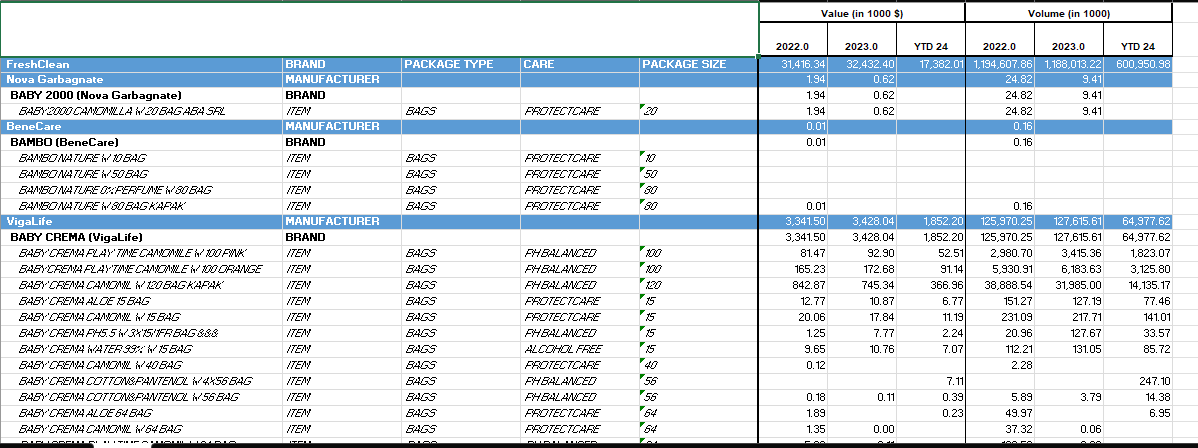 Value (in 1000 $) Volume (in 1000)
2022.0 2023.0 YTD 24 2022.0 2023.0 YTD 24
FreshClean BRAND PACKAGE TYPE CARE PACKAGE SIZE 31,416.34 32,432.40 17,382.01 1,194,607.86 1,188,013.22 600,950.98
Nova Garbagnate MANUFACTURER 1.94 0.62 24.82 9.41
BABY 2000 (Nova Garbagnate) BRAND 1.94 0.62 24.82 9.41
BABY 2000 CAMOMILLA W 20 BAG ABA SRL ITEM BAGS PROTECTCARE 20 1.94 0.62 24.82 9.41
BeneCare MANUFACTURER 0.01 0.16
BAMBO (BeneCare) BRAND 0.01 0.16
BAMBO NATURE W 10 BAG ITEM BAGS PROTECTCARE 10
BAMBO NATURE W 50 BAG ITEM BAGS PROTECTCARE 50
BAMBO NATURE 0% PERFUME W 80 BAG ITEM BAGS PROTECTCARE 80
BAMBO NATURE W 80 BAG KAPAK ITEM BAGS PROTECTCARE 80 0.01 0.16
VigaLife MANUFACTURER 3,341.50 3,428.04 1,852.20 125,970.25 127,615.61 64,977.62
BABY CREMA (VigaLife) BRAND 3,341.50 3,428.04 1,852.20 125,970.25 127,615.61 64,977.62
BABY CREMA PLAY TIME CAMOMILE W 100 PINK ITEM BAGS PH BALANCED 100 81.47 92.90 52.51 2,980.70 3,415.36 1,823.07
BABY CREMA PLAY TIME CAMONILE W 100 ORANGE ITEM BAGS PH BALANCED 100 165.23 172.68 91.14 5,930.91 6,183.63 3,125.80
BABY CREMA CAMOMIL W 120 BAG KAPAK ITEM BAGS PH BALANCED 120 842.87 745.34 366.96 38,888.54 31,985.00 14,135.17
BABY CREMA ALOE 15 BAG ITEM BAGS PROTECTCARE 15 12.77 10.87 6.77 151.27 127.19 77.46
BABY CREMA CAMOMIL W 15 BAG ITEM BAGS PROTECTCARE 15 20.06 17.84 11.19 231.09 217.71 141.01
BABY CREMA PH5.5 W 3X15/1FR BAG &&& ITEM BAGS PH BALANCED 15 1.25 7.77 2.24 20.96 127.67 33.57
BABY CREMA WATER 99% W 15 BAG ITEM BAGS ALCOHOL FREE 15 9.65 10.76 7.07 112.21 131.05 85.72
BABY CREMA CAMOMIL W 40 BAG ITEM BAGS PROTECTCARE 40 0.12 2.28
BABY CREMA COTTON&PANTENOL W 4X56 BAG ITEM BAGS PH BALANCED 56 7.11 247.10
BABY CREMA COTTON&PANTENOL W 56 BAG ITEM BAGS PH BALANCED 56 0.18 0.11 0.39 5.89 3.79 14.38
BABY CREMA ALOE 64 BAG ITEM BAGS PROTECTCARE 64 1.89 0.23 49.97 6.95
BABY CREMA CAMOMIL W 64 BAG ITEM BAGS PROTECTCARE 64 1.35 0.00 37.32 0.06